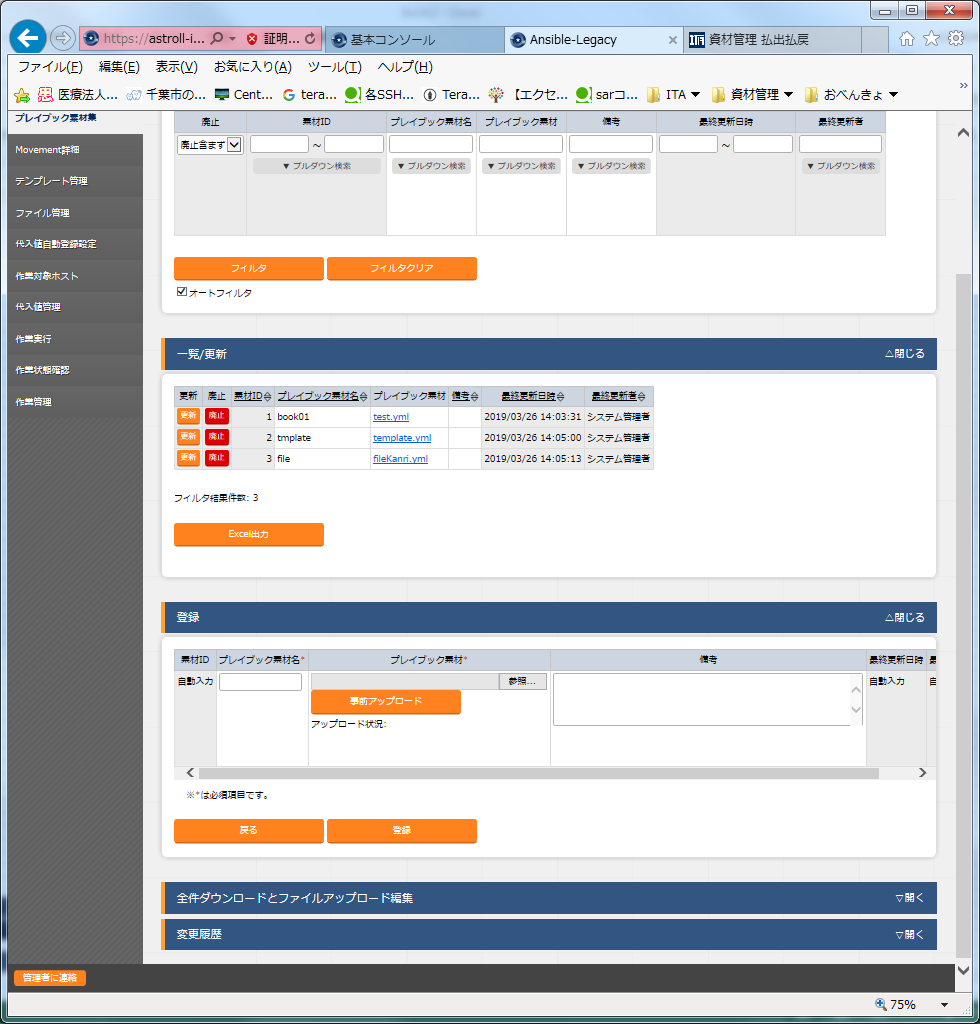 https://astroll-i...
証明...
基本コンソール
Ansible-Legacy
資材管理 払出払戻
ファイル(F) 編集(E) 表示(V) お気に入り(A) ツール(T) ヘルプ(H)
医療法人... 千葉市の... Cent... tera... 各SSH... Tera... 【エクセ... sarコ... ITA 資材管理 おべんきょ
プレイブック素材集
Movement詳細
テンプレート管理
ファイル管理
代入値自動登録設定
作業対象ホスト
代入値管理
作業実行
作業状態確認
作業管理
廃止 素材ID プレイブック素材名 プレイブック素材 備考 最終更新日時 最終更新者
廃止含まず ～ ～
▼プルダウン検索 ▼プルダウン検索 ▼プルダウン検索 ▼プルダウン検索 ▼プルダウン検索
フィルタ フィルタクリア
オートフィルタ
一覧/更新 △閉じる
更新 廃止 素材ID プレイブック素材名 プレイブック素材 備考 最終更新日時 最終更新者
更新 廃止 1 book01 test.yml 2019/03/26 14:03:31 システム管理者
更新 廃止 2 tmplate template.yml 2019/03/26 14:05:00 システム管理者
更新 廃止 3 file fileKanri.yml 2019/03/26 14:05:13 システム管理者
フィルタ結果件数: 3
Excel出力
登録 △閉じる
素材ID プレイブック素材名* プレイブック素材* 備考 最終更新日時
自動入力 参照... 自動入力
事前アップロード
アップロード状況:
※*は必須項目です。
戻る 登録
全件ダウンロードとファイルアップロード編集 ▽開く
変更履歴 ▽開く
管理者に連絡
75%